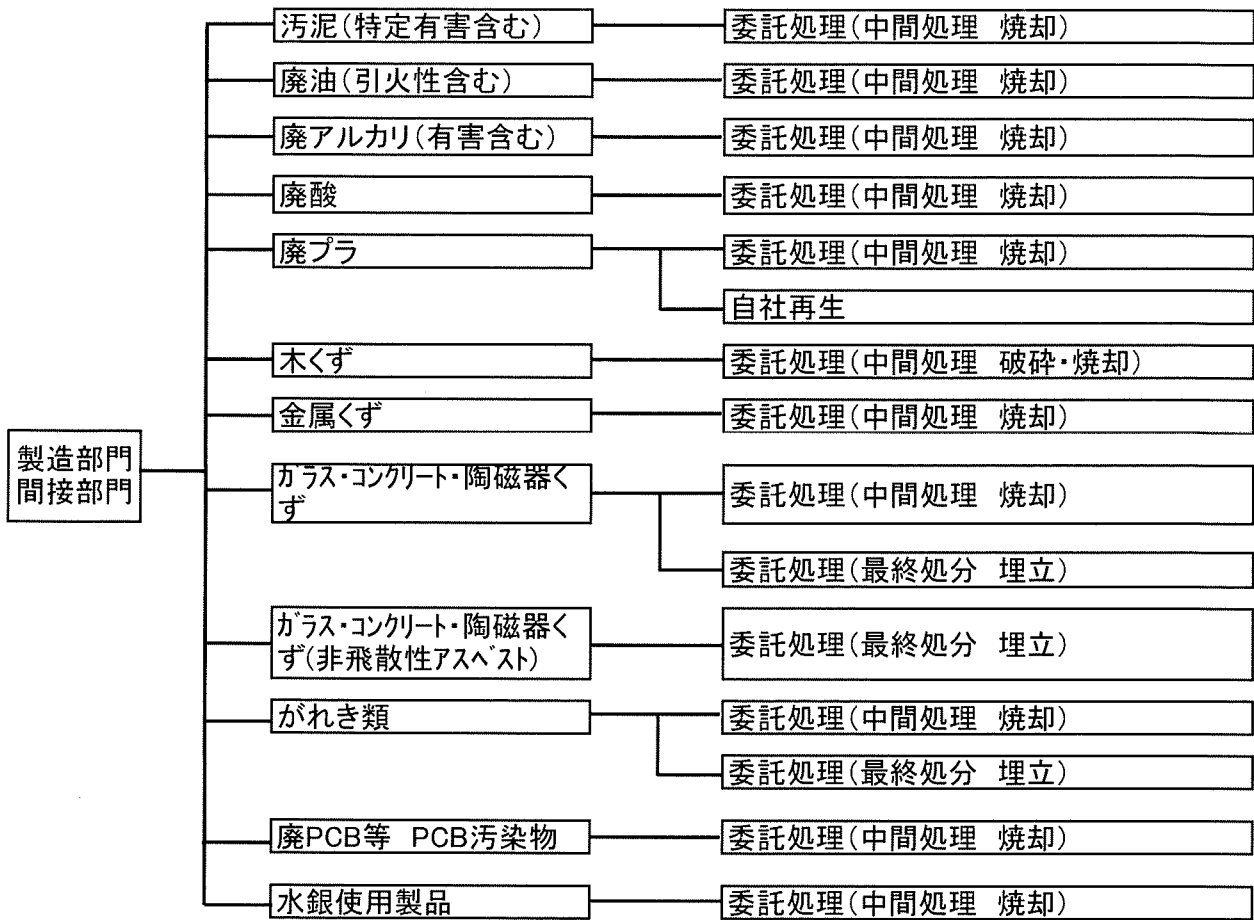 汚泥(特定有害含む)
委託処理(中間処理 焼却)
廃油(引火性含む)
委託処理(中間処理 焼却)
廃アルカリ(有害含む)
委託処理(中間処理 焼却)
廃酸
委託処理(中間処理 焼却)
廃プラ
委託処理(中間処理 焼却)
自社再生
木くず
委託処理(中間処理 破砕・焼却)
金属くず
委託処理(中間処理 焼却)
製造部門
間接部門
ガラス・コンクリート・陶磁器く
ず
委託処理(中間処理 焼却)
委託処理(最終処分 埋立)
ガラス・コンクリート・陶磁器く
ず(非飛散性アスベスト)
委託処理(最終処分 埋立)
がれき類
委託処理(中間処理 焼却)
委託処理(最終処分 埋立)
廃PCB等 PCB汚染物
委託処理(中間処理 焼却)
水銀使用製品
委託処理(中間処理 焼却)